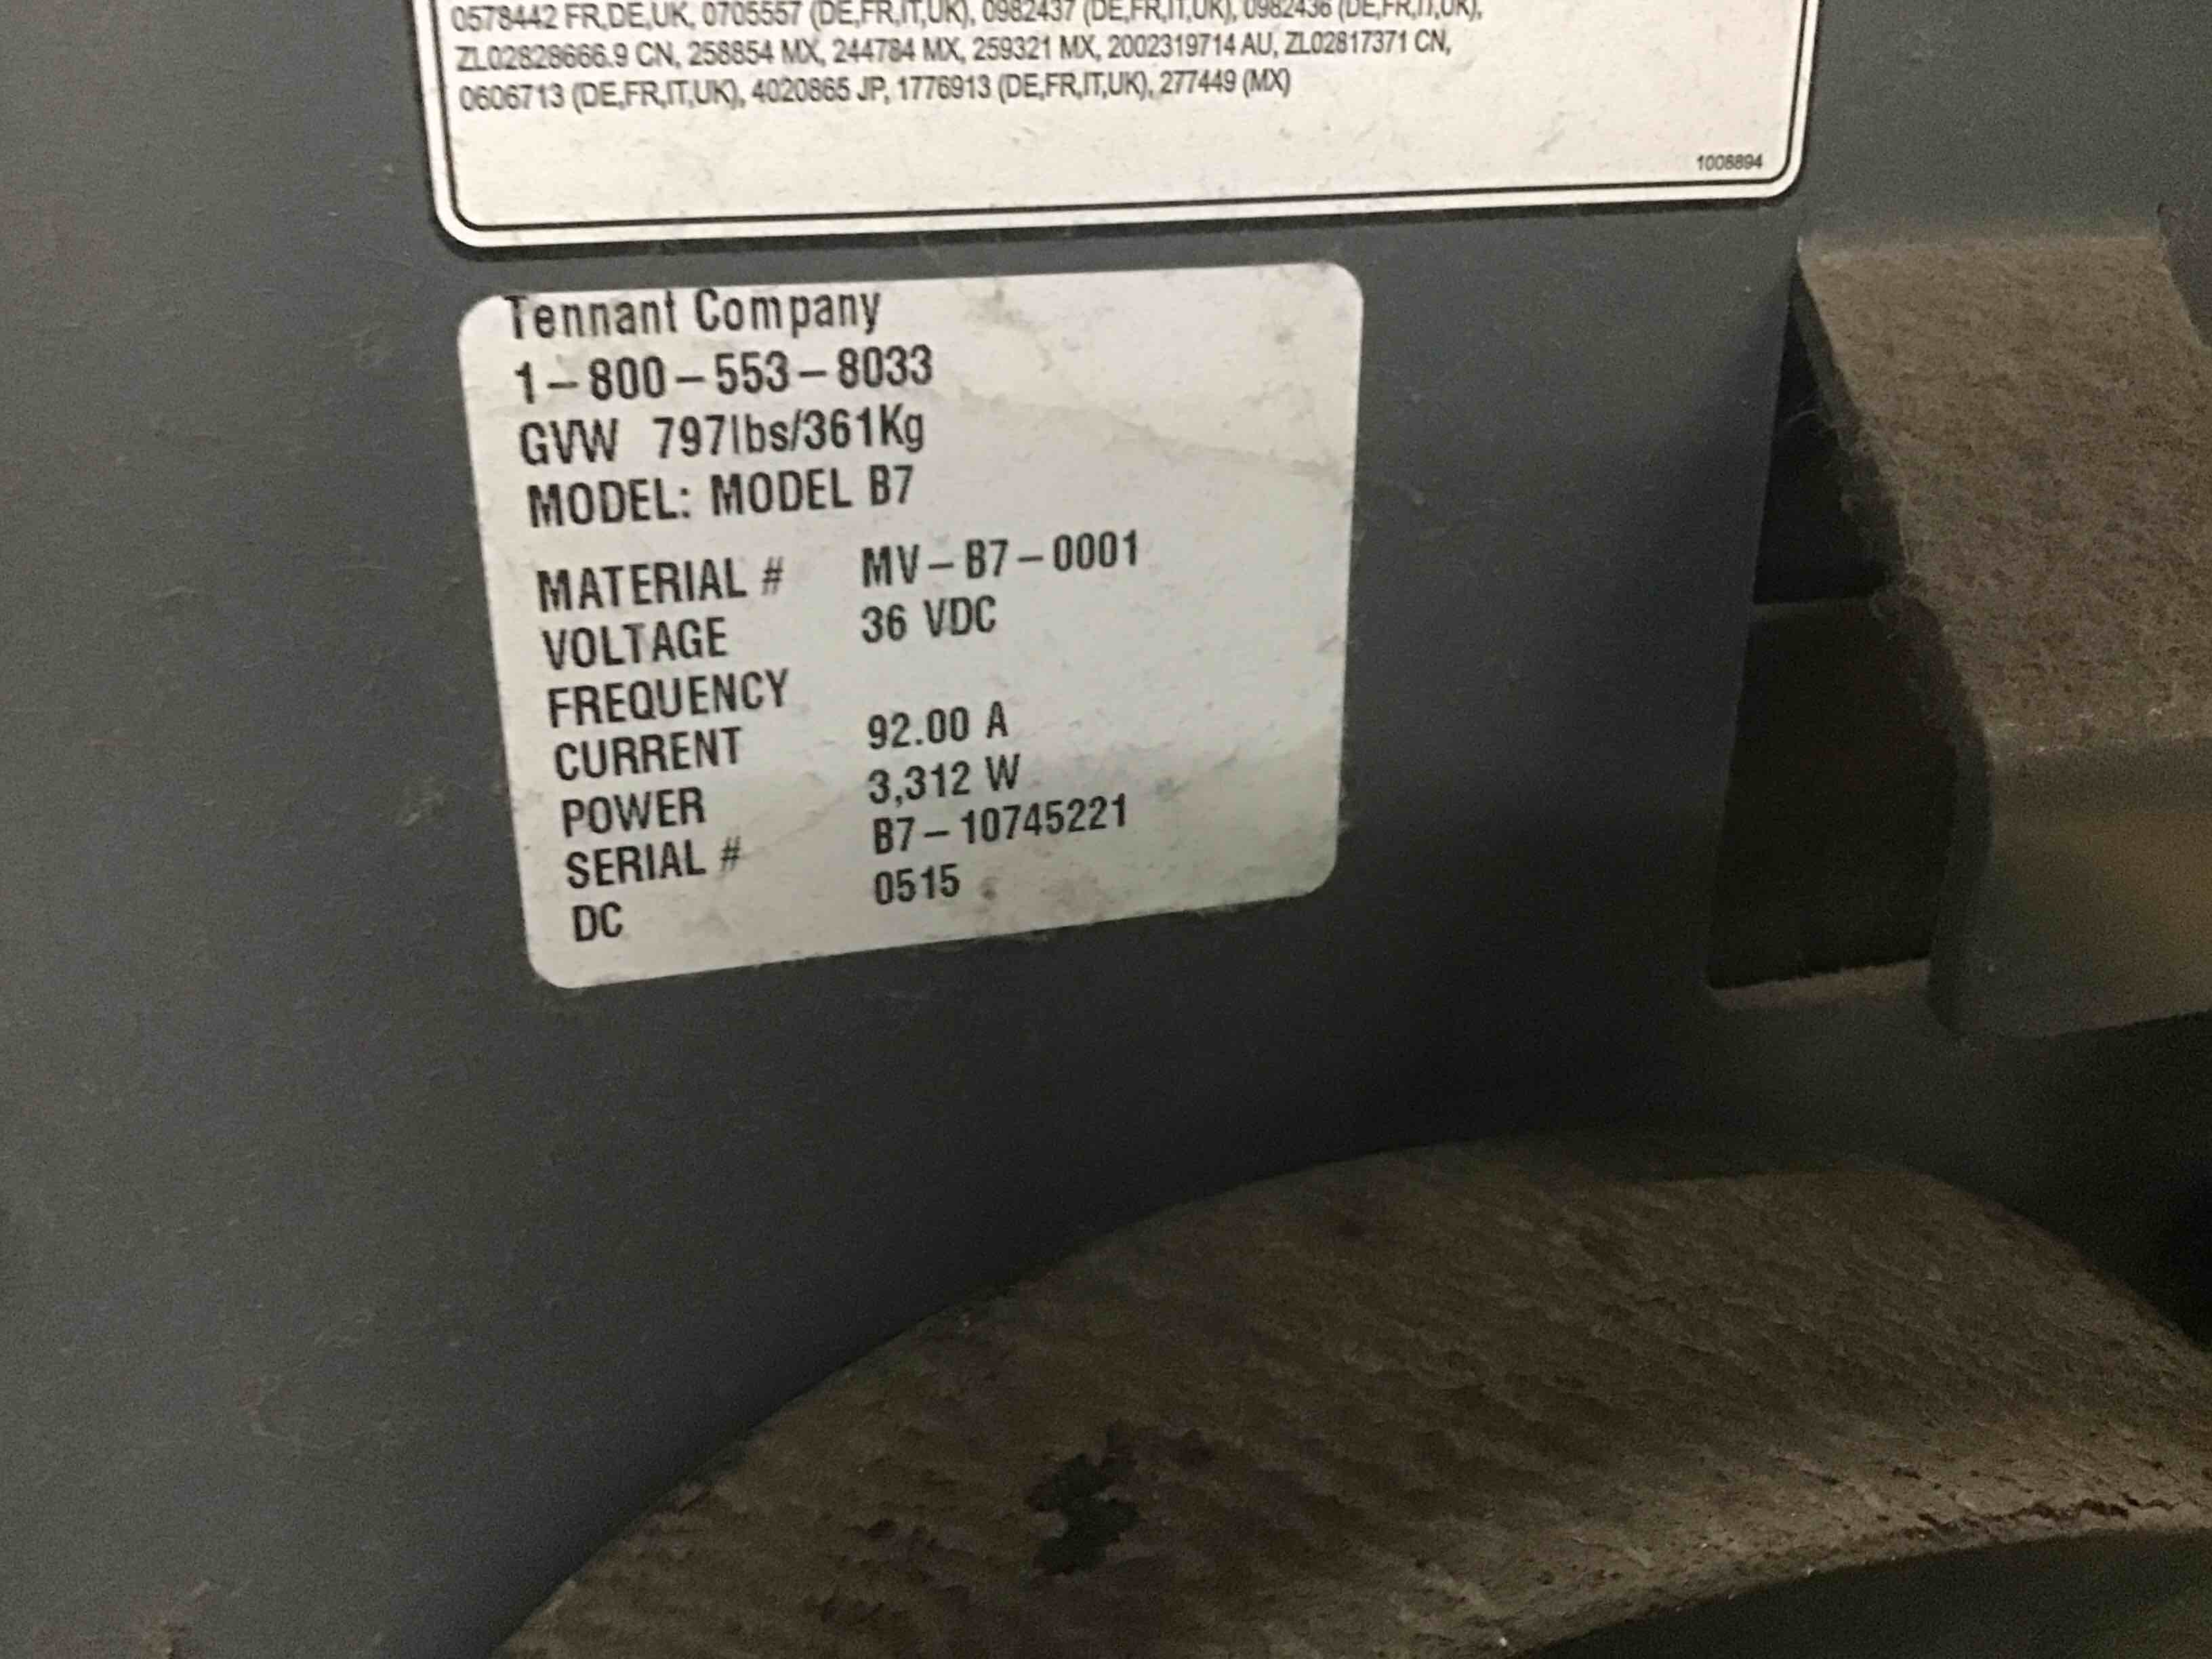 0578442 FR,DE,UK, 0705557 (DE,FR,IT,UK), 0982437 (DE,FR,IT,UK), 0982436 (DE,FR,IT,UK),
ZL02828666.9 CN, 258854 MX, 244784 MX, 259321 MX, 2002319714 AU, ZL02817371 CN,
0606713 (DE,FR,IT,UK), 4020865 JP, 1776913 (DE,FR,IT,UK), 277449 (MX)
1008894
Tennant Company
1-800-553-8033
GVW 797lbs/361Kg
MODEL: MODEL B7
MATERIAL # MV-B7-0001
VOLTAGE 36 VDC
FREQUENCY
CURRENT 92.00 A
POWER 3,312 W
SERIAL # B7-10745221
DC 0515